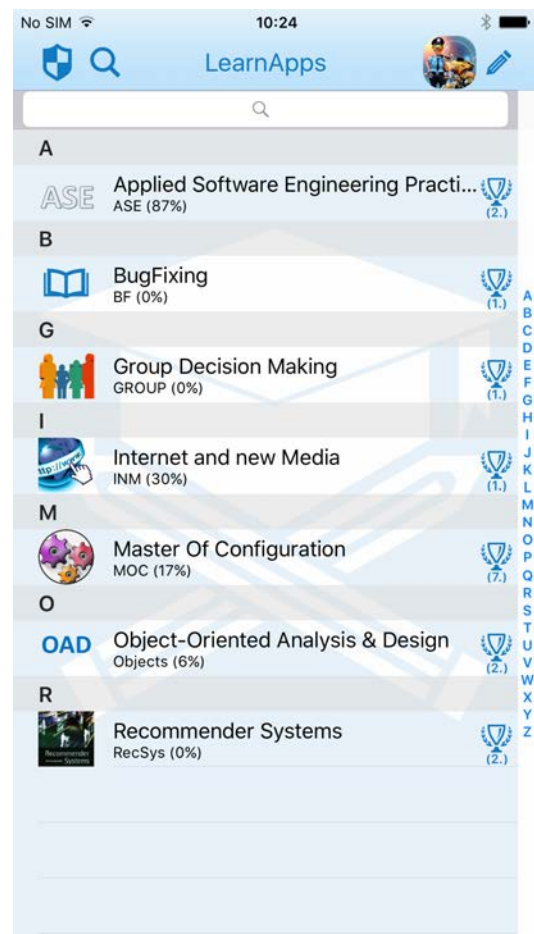 No SIM 10:24
LearnApps
A
ASE Applied Software Engineering Practi...
ASE (87%) (2.)
B
BugFixing
BF (0%) (1.)
G
Group Decision Making
GROUP (0%) (1.)
I
http://www Internet and new Media
INM (30%) (1.)
M
Master Of Configuration
MOC (17%) (7.)
O
OAD Object-Oriented Analysis & Design
Objects (6%) (2.)
R
Recommender Systems
Recommender Systems
RecSys (0%) (2.)
A
B
C
D
E
F
G
H
I
J
K
L
M
N
O
P
Q
R
S
T
U
V
W
X
Y
Z